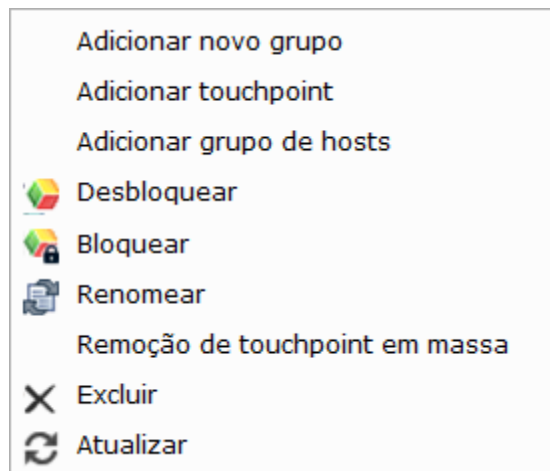 Adicionar novo grupo
Adicionar touchpoint
Adicionar grupo de hosts
Desbloquear
Bloquear
Renomear
Remoção de touchpoint em massa
Excluir
Atualizar